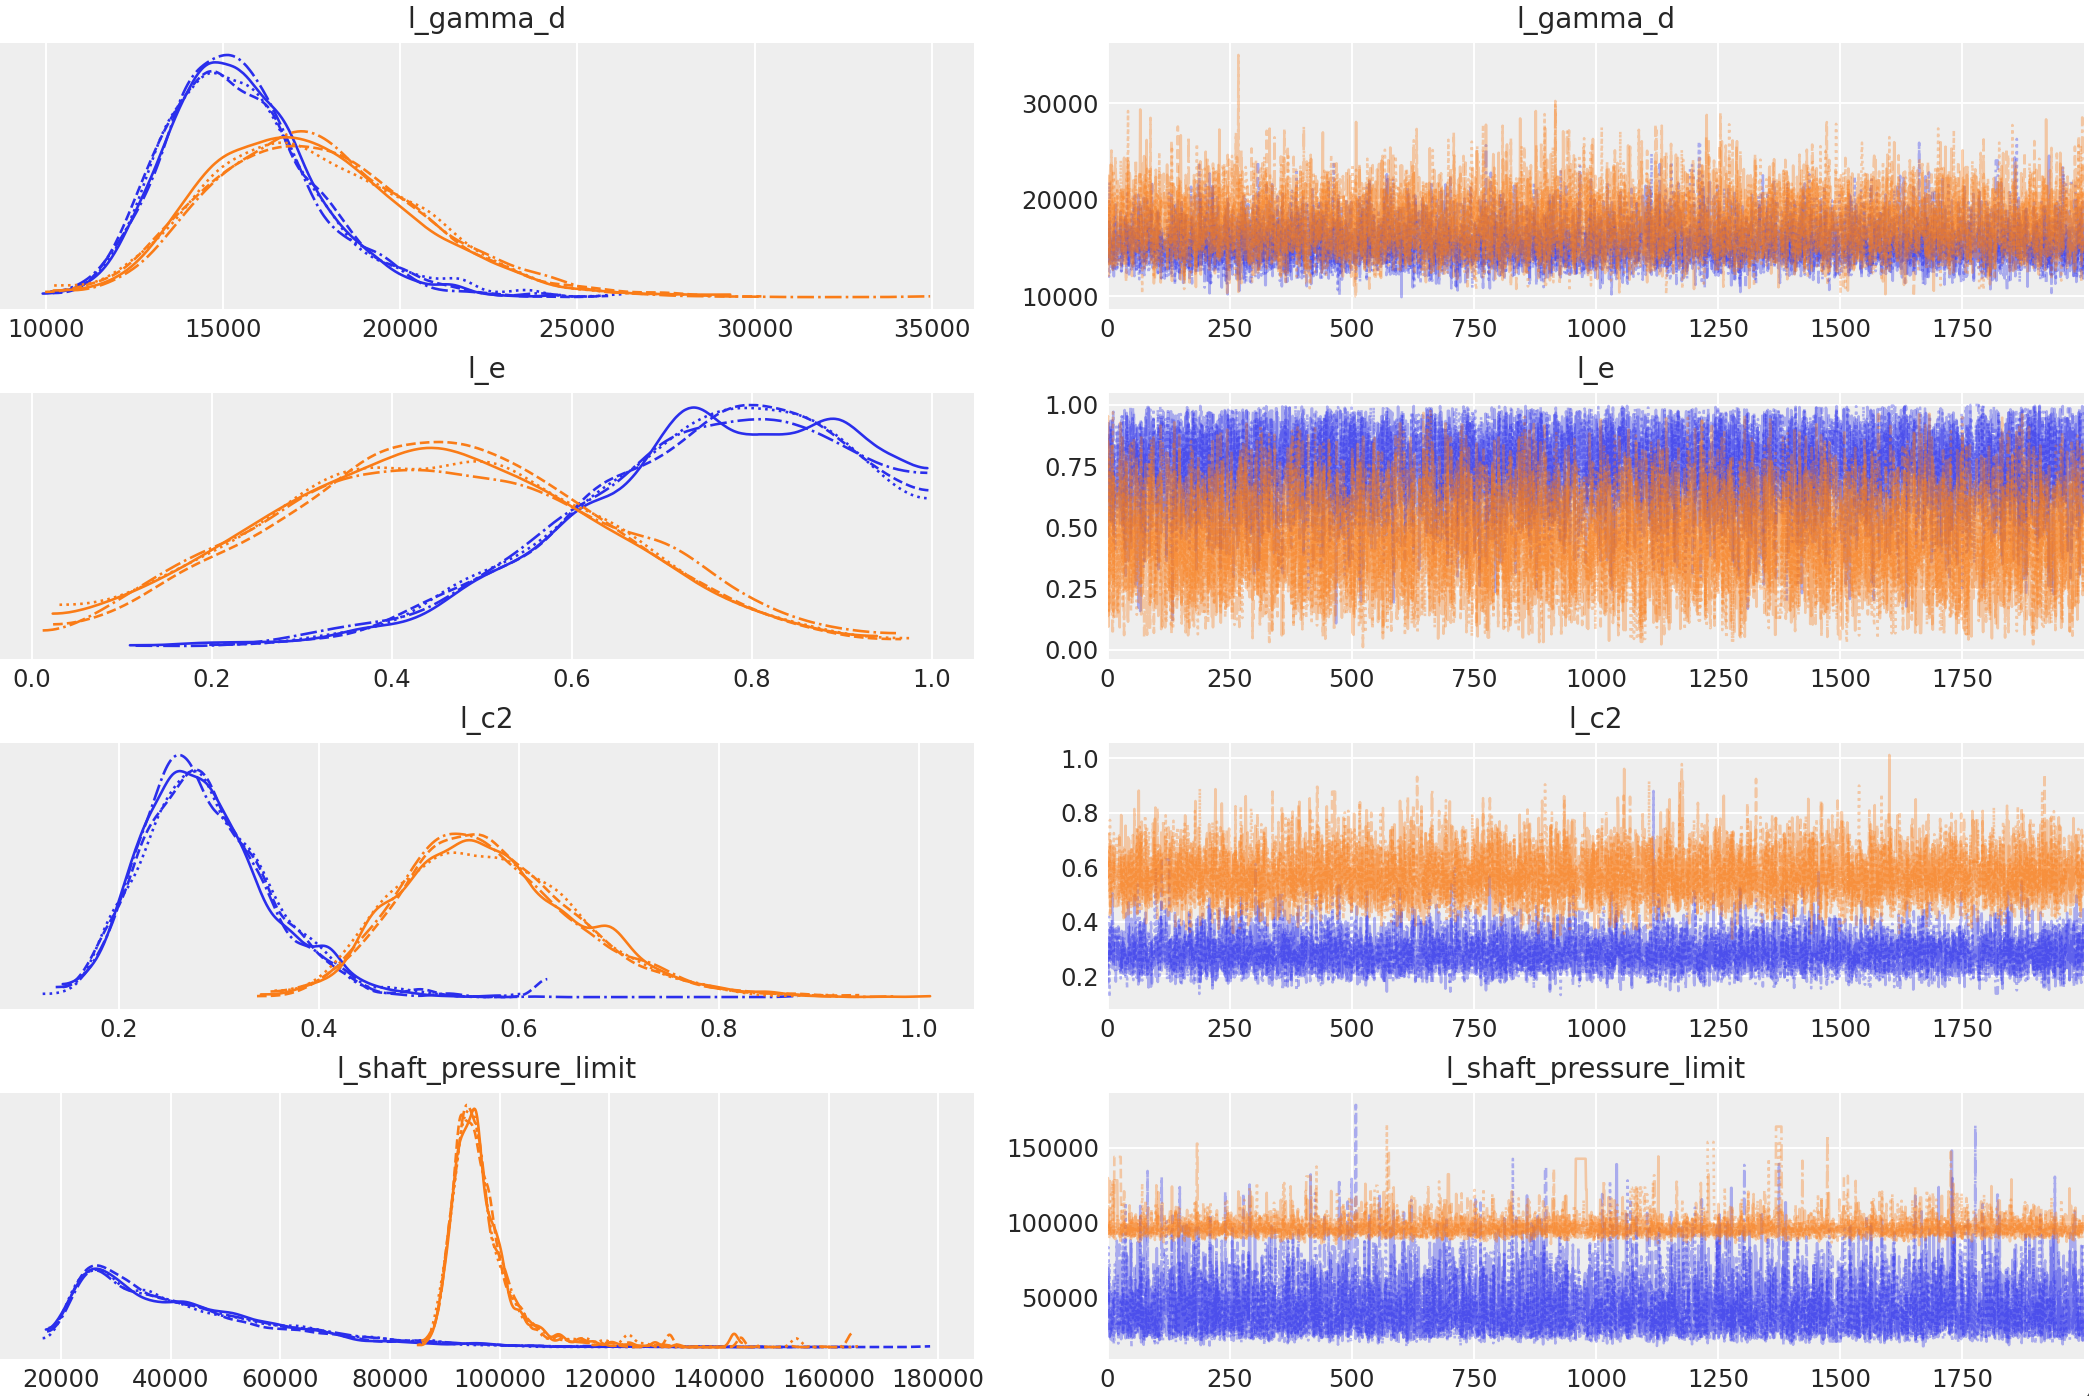 l_gamma_d
10000 15000 20000 25000 30000 35000
l_gamma_d
30000
20000
10000
0 250 500 750 1000 1250 1500 1750
l_e
0.0 0.2 0.4 0.6 0.8 1.0
l_e
1.00
0.75
0.50
0.25
0.00
0 250 500 750 1000 1250 1500 1750
l_c2
0.2 0.4 0.6 0.8 1.0
l_c2
1.0
0.8
0.6
0.4
0.2
0 250 500 750 1000 1250 1500 1750
l_shaft_pressure_limit
20000 40000 60000 80000 100000 120000 140000 160000 180000
l_shaft_pressure_limit
150000
100000
50000
0 250 500 750 1000 1250 1500 1750